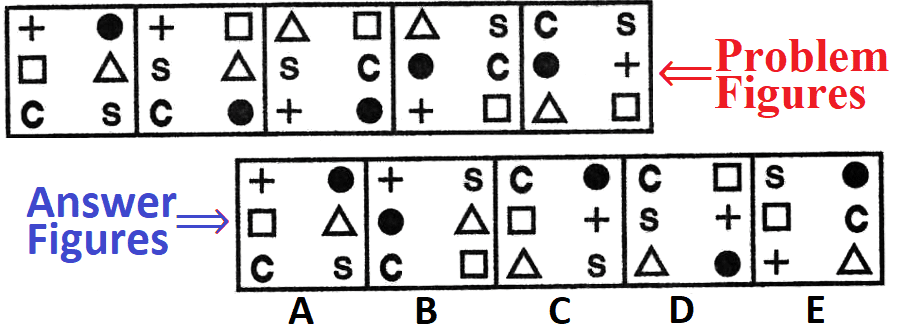 + ● + □ △ □ △ S C S
□ △ S △ S C ● C ● +
C S C ● + ● + □ △ □
Problem
Figures
Answer
Figures
+ ● + S C ● C □ S ●
□ △ ● △ □ + S + □ C
C S C □ △ S △ ● + △
A B C D E